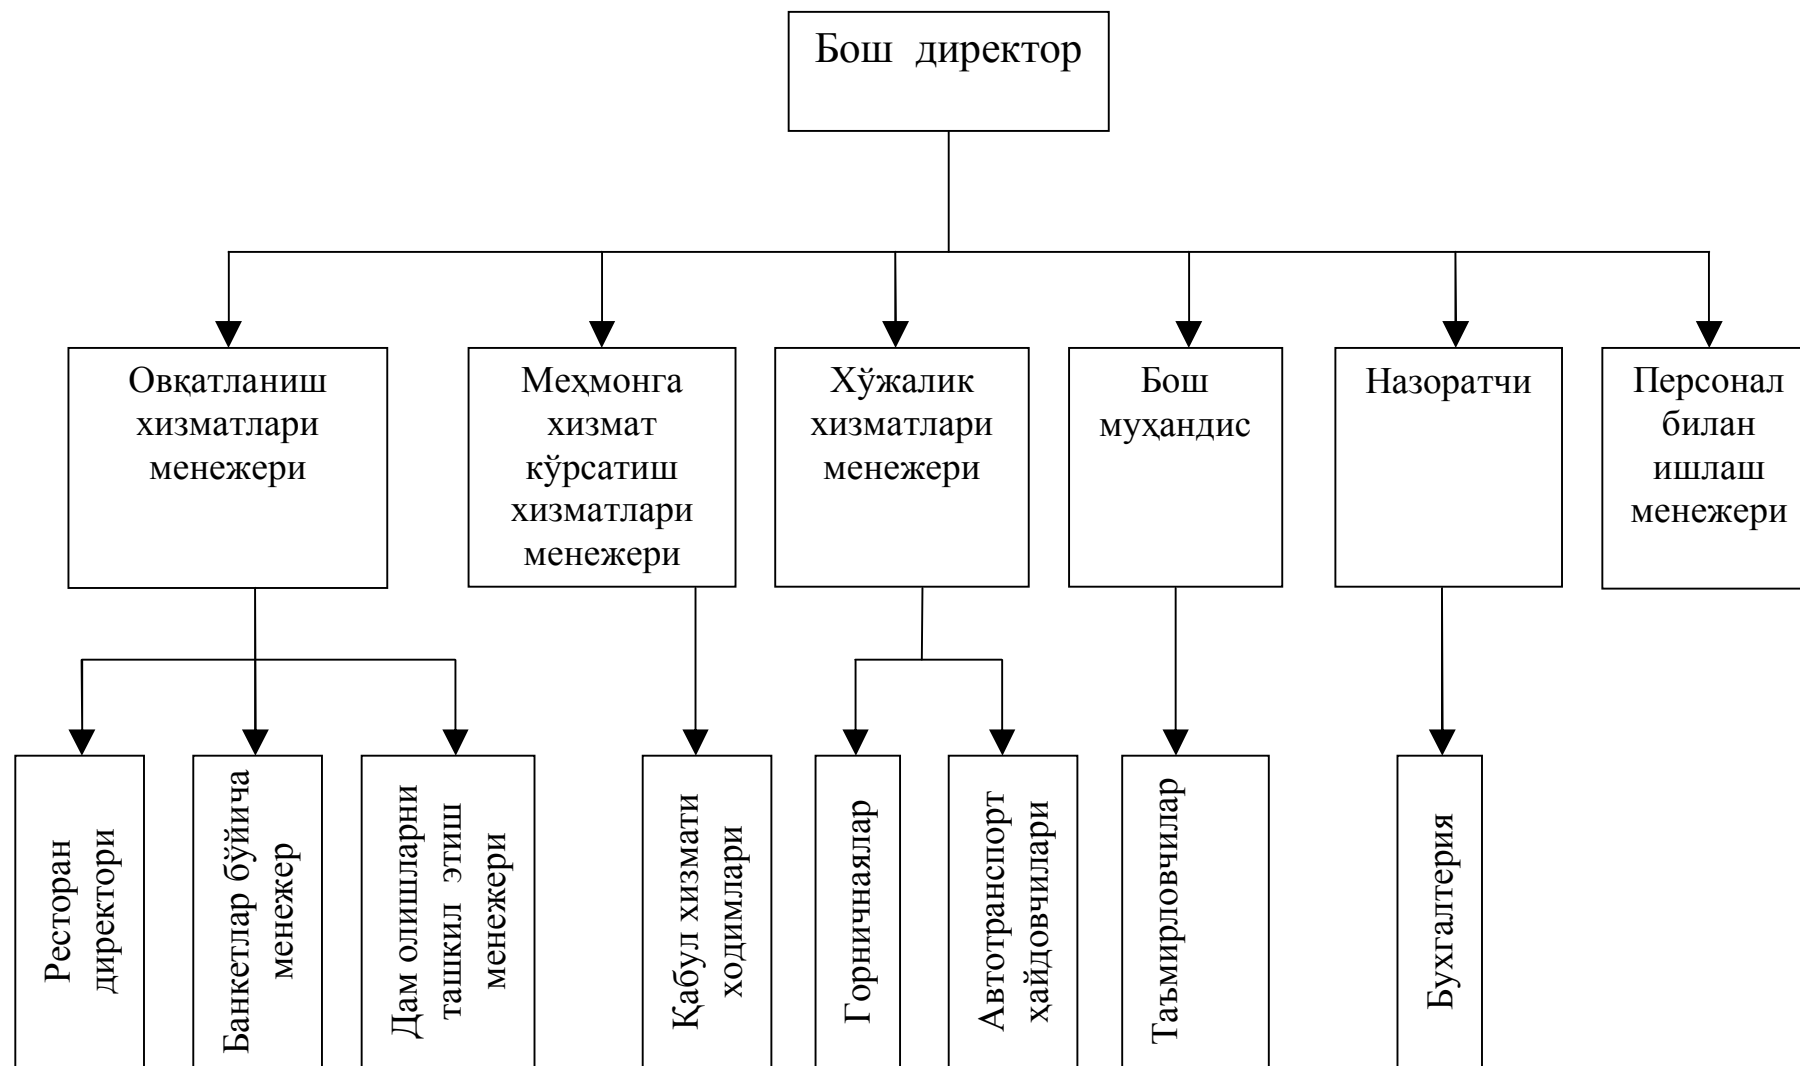 Бош директор
Овқатланиш
хизматлари
менежери
Меҳмонга
хизмат
кўрсатиш
хизматлари
менежери
Хўжалик
хизматлари
менежери
Бош
муҳандис
Назоратчи
Персонал
билан
ишлаш
менежери
Ресторан
директори
Банкетлар бўйича
менежер
Дам олишларни
ташкил этиш
менежери
Қабул хизмати
ходимлари
Горничнаялар
Автотранспорт
ҳайдовчилари
Таъмирловчилар
Бухгалтерия